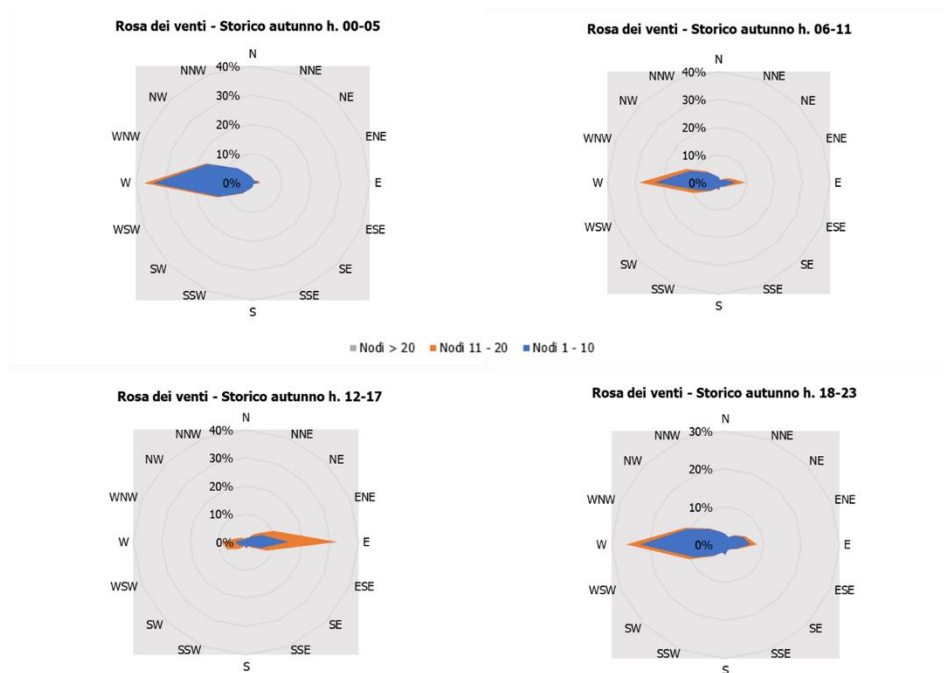 Rosa dei venti - Storico autunno h. 00-05
N
NNW
40%
NNE
NW
30%
NE
20%
WNW
ENE
10%
W
0%
E
WSW
ESE
SW
SE
SSW
SSE
S
Rosa dei venti - Storico autunno h. 06-11
N
NNW
40%
NNE
NW
30%
NE
20%
WNW
ENE
10%
W
0%
E
WSW
ESE
SW
SE
SSW
SSE
S
Nodi > 20 Nodi 11 - 20 Nodi 1 - 10
Rosa dei venti - Storico autunno h. 12-17
N
NNW
40%
NNE
NW
30%
NE
20%
WNW
ENE
10%
W
0%
E
WSW
ESE
SW
SE
SSW
SSE
S
Rosa dei venti - Storico autunno h. 18-23
N
NNW
30%
NNE
NW
20%
NE
WNW
10%
ENE
W
0%
E
WSW
ESE
SW
SE
SSW
SSE
S